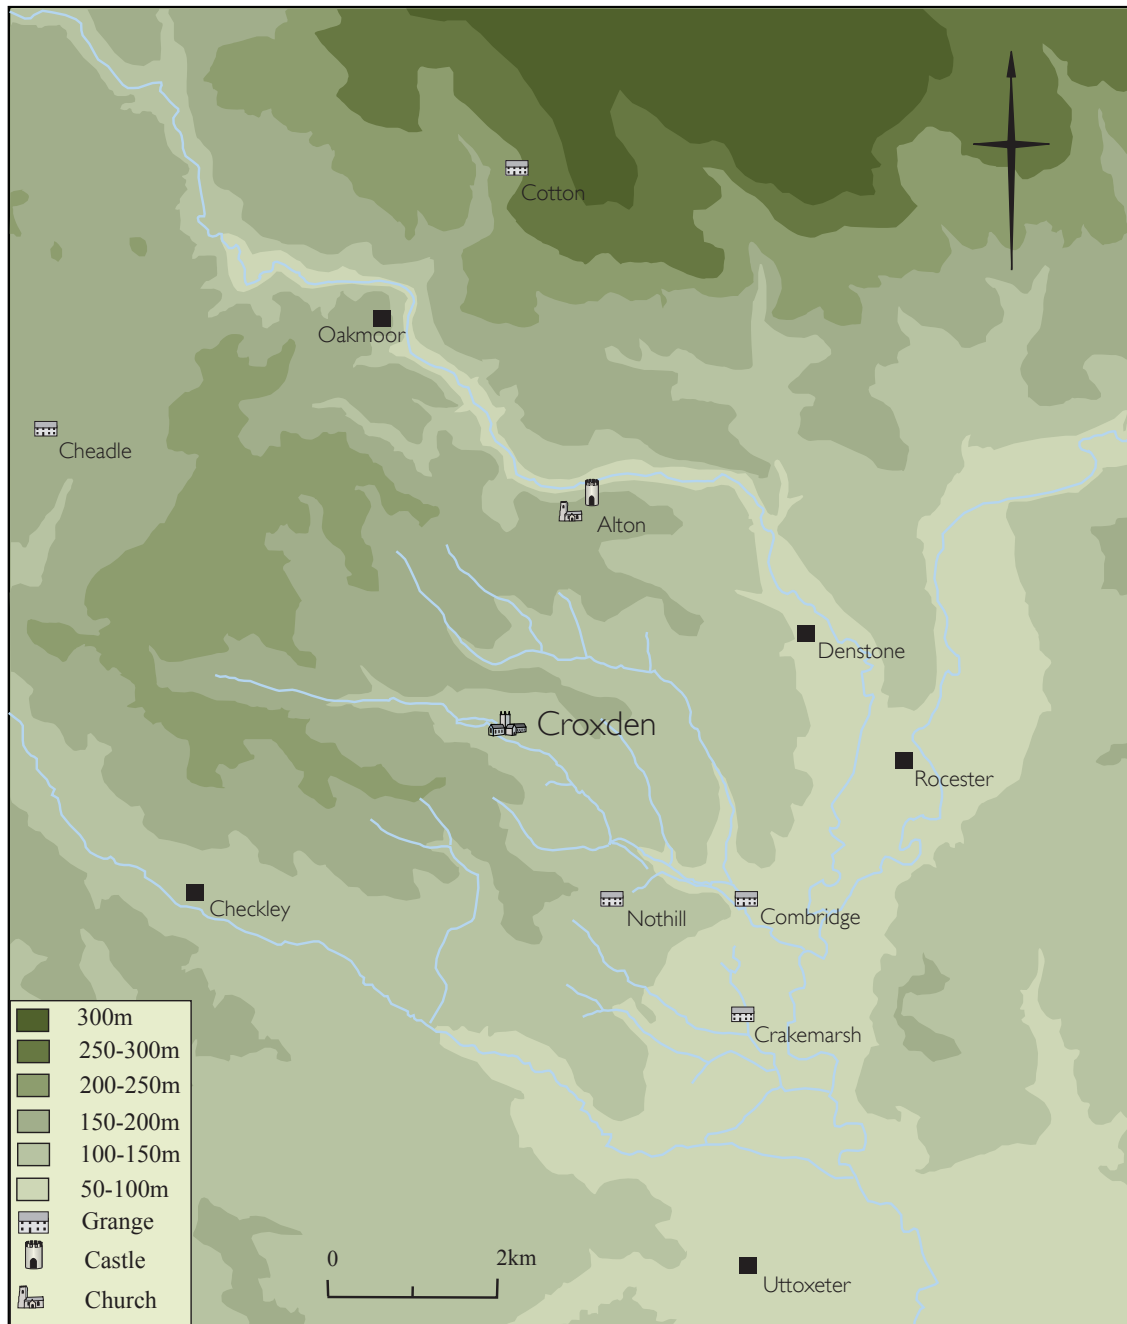 Cotton
Oakmoor
Cheadle
Alton
Denstone
Croxden
Rocester
Checkley
Nothill
Combridge
Crakemarsh
Uttoxeter
300m
250-300m
200-250m
150-200m
100-150m
50-100m
Grange
Castle
Church
0 2km